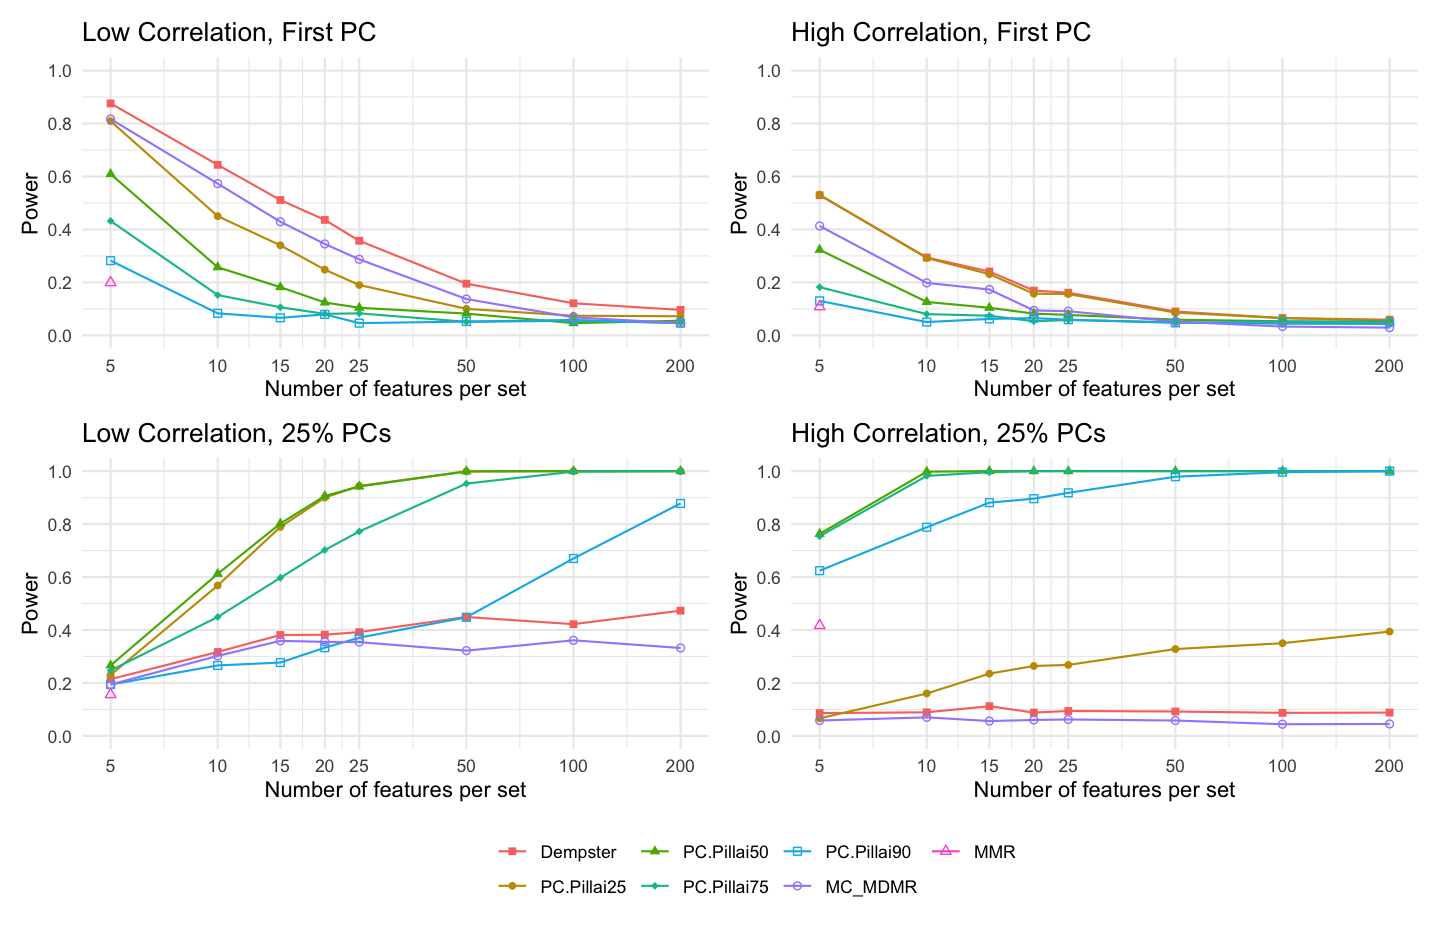 Low Correlation, First PC
Power
1.0
0.8
0.6
0.4
0.2
0.0
5 10 15 20 25 50 100 200
Number of features per set
High Correlation, First PC
Power
1.0
0.8
0.6
0.4
0.2
0.0
5 10 15 20 25 50 100 200
Number of features per set
Low Correlation, 25% PCs
Power
1.0
0.8
0.6
0.4
0.2
0.0
5 10 15 20 25 50 100 200
Number of features per set
High Correlation, 25% PCs
Power
1.0
0.8
0.6
0.4
0.2
0.0
5 10 15 20 25 50 100 200
Number of features per set
Dempster PC.Pillai50 PC.Pillai90 MMR
PC.Pillai25 PC.Pillai75 MC_MDMR